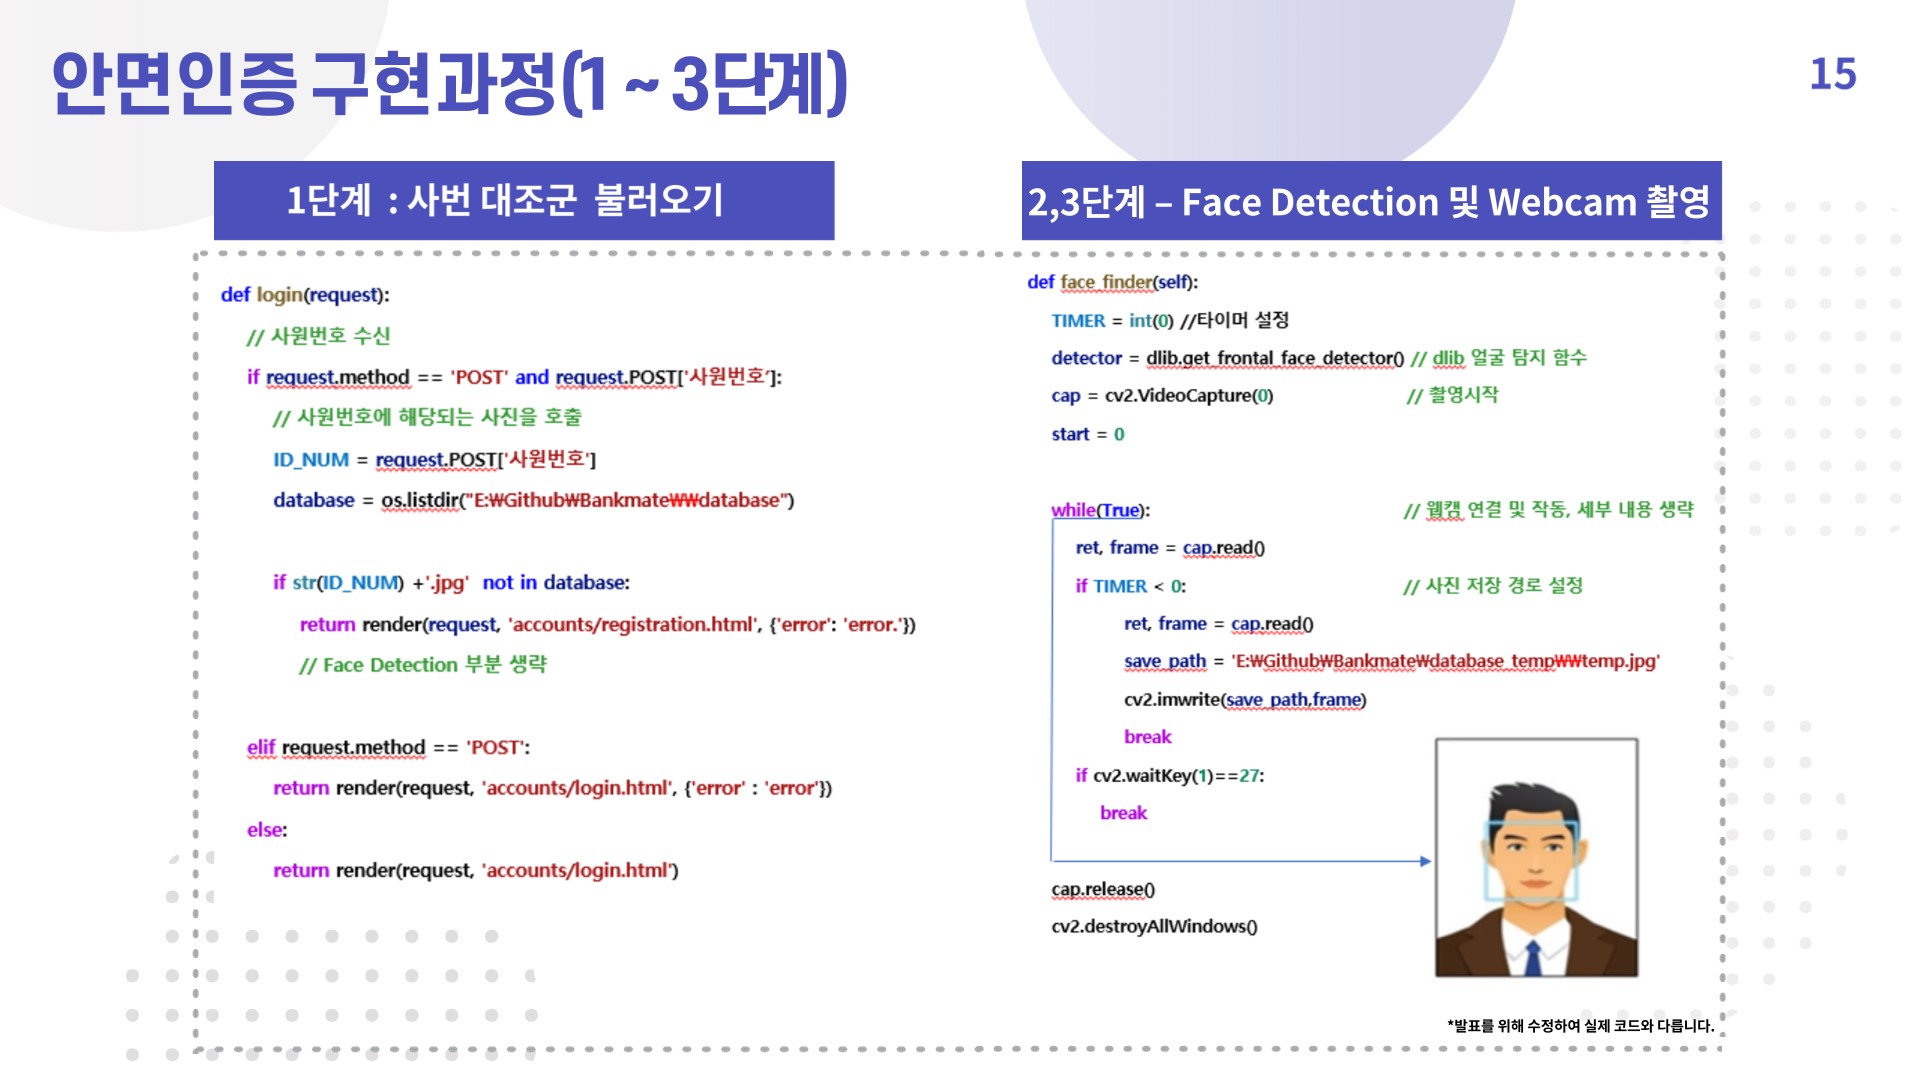 안면인증 구현과정(1 ~ 3단계)
15
1단계 : 사번 대조군 불러오기
def login(request):
// 사원번호 수신
if request.method == 'POST' and request.POST['사원번호']:
// 사원번호에 해당되는 사진을 호출
ID_NUM = request.POST['사원번호']
database = os.listdir("E:₩Github₩Bankmate₩₩database")
if str(ID_NUM) +'.jpg' not in database:
return render(request, 'accounts/registration.html', {'error': 'error.'})
// Face Detection 부분 생략
elif request.method == 'POST':
return render(request, 'accounts/login.html', {'error' : 'error'})
else:
return render(request, 'accounts/login.html')
2,3단계 – Face Detection 및 Webcam 촬영
def face_finder(self):
TIMER = int(0) //타이머 설정
detector = dlib.get_frontal_face_detector() // dlib 얼굴 탐지 함수
cap = cv2.VideoCapture(0) // 촬영시작
start = 0
while(True): // 웹캠 연결 및 작동, 세부 내용 생략
ret, frame = cap.read()
if TIMER < 0: // 사진 저장 경로 설정
ret, frame = cap.read()
save_path = 'E:₩Github₩Bankmate₩database_temp₩₩temp.jpg'
cv2.imwrite(save_path,frame)
break
if cv2.waitKey(1)==27:
break
cap.release()
cv2.destroyAllWindows()
*발표를 위해 수정하여 실제 코드와 다릅니다.